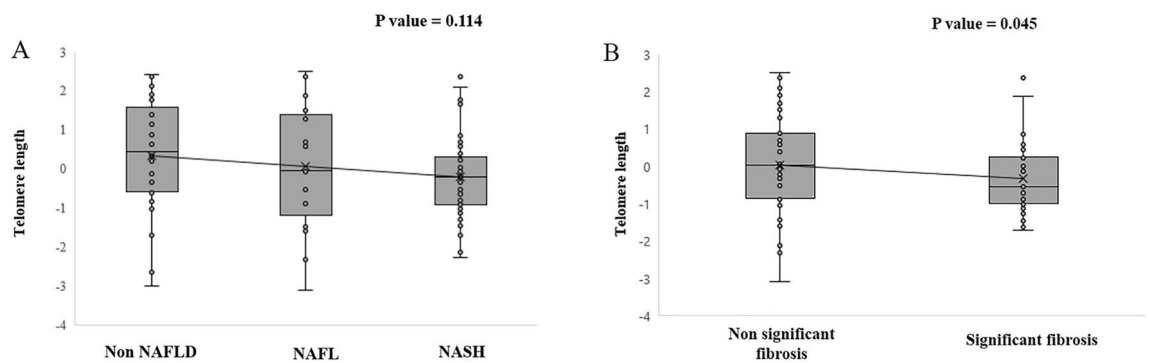 P value = 0.114
A
3
2
1
0
-1
-2
-3
-4
Telomere length
Non NAFLD
NAFL
NASH
P value = 0.045
B
3
2
1
0
-1
-2
-3
-4
Telomere length
Non significant
fibrosis
Significant fibrosis